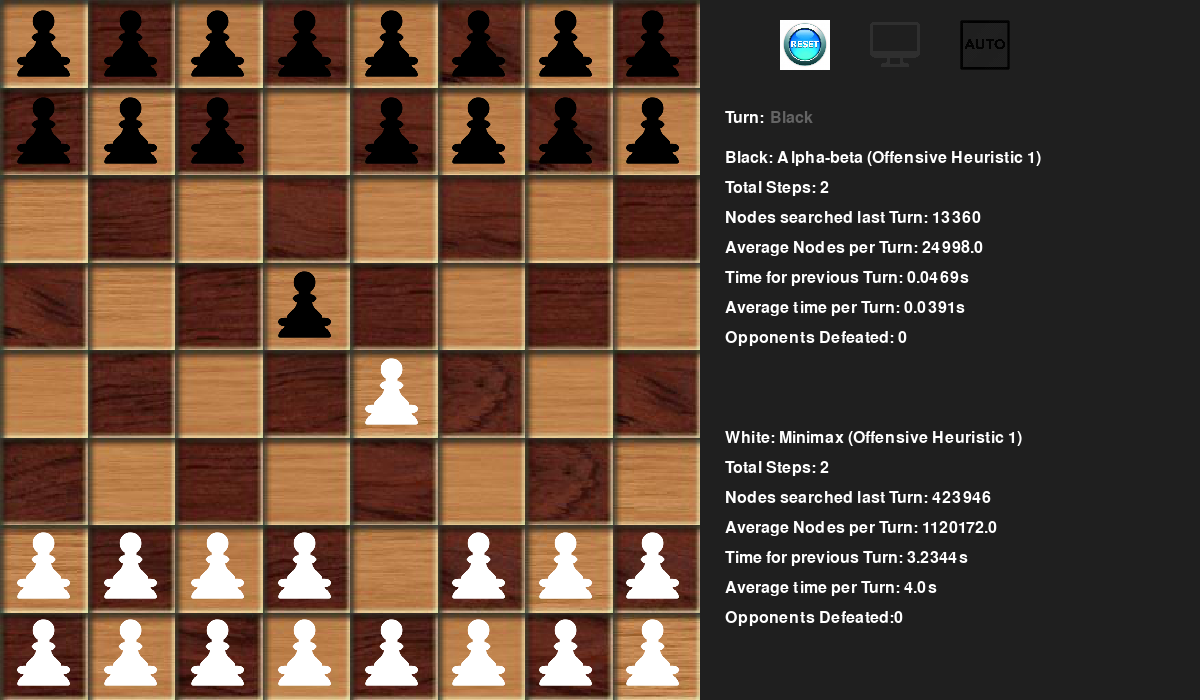 RESET
AUTO
Turn: Black
Black: Alpha-beta (Offensive Heuristic 1)
Total Steps: 2
Nodes searched last Turn: 13360
Average Nodes per Turn: 24998.0
Time for previous Turn: 0.0469s
Average time per Turn: 0.0391s
Opponents Defeated: 0
White: Minimax (Offensive Heuristic 1)
Total Steps: 2
Nodes searched last Turn: 423946
Average Nodes per Turn: 1120172.0
Time for previous Turn: 3.2344s
Average time per Turn: 4.0s
Opponents Defeated:0